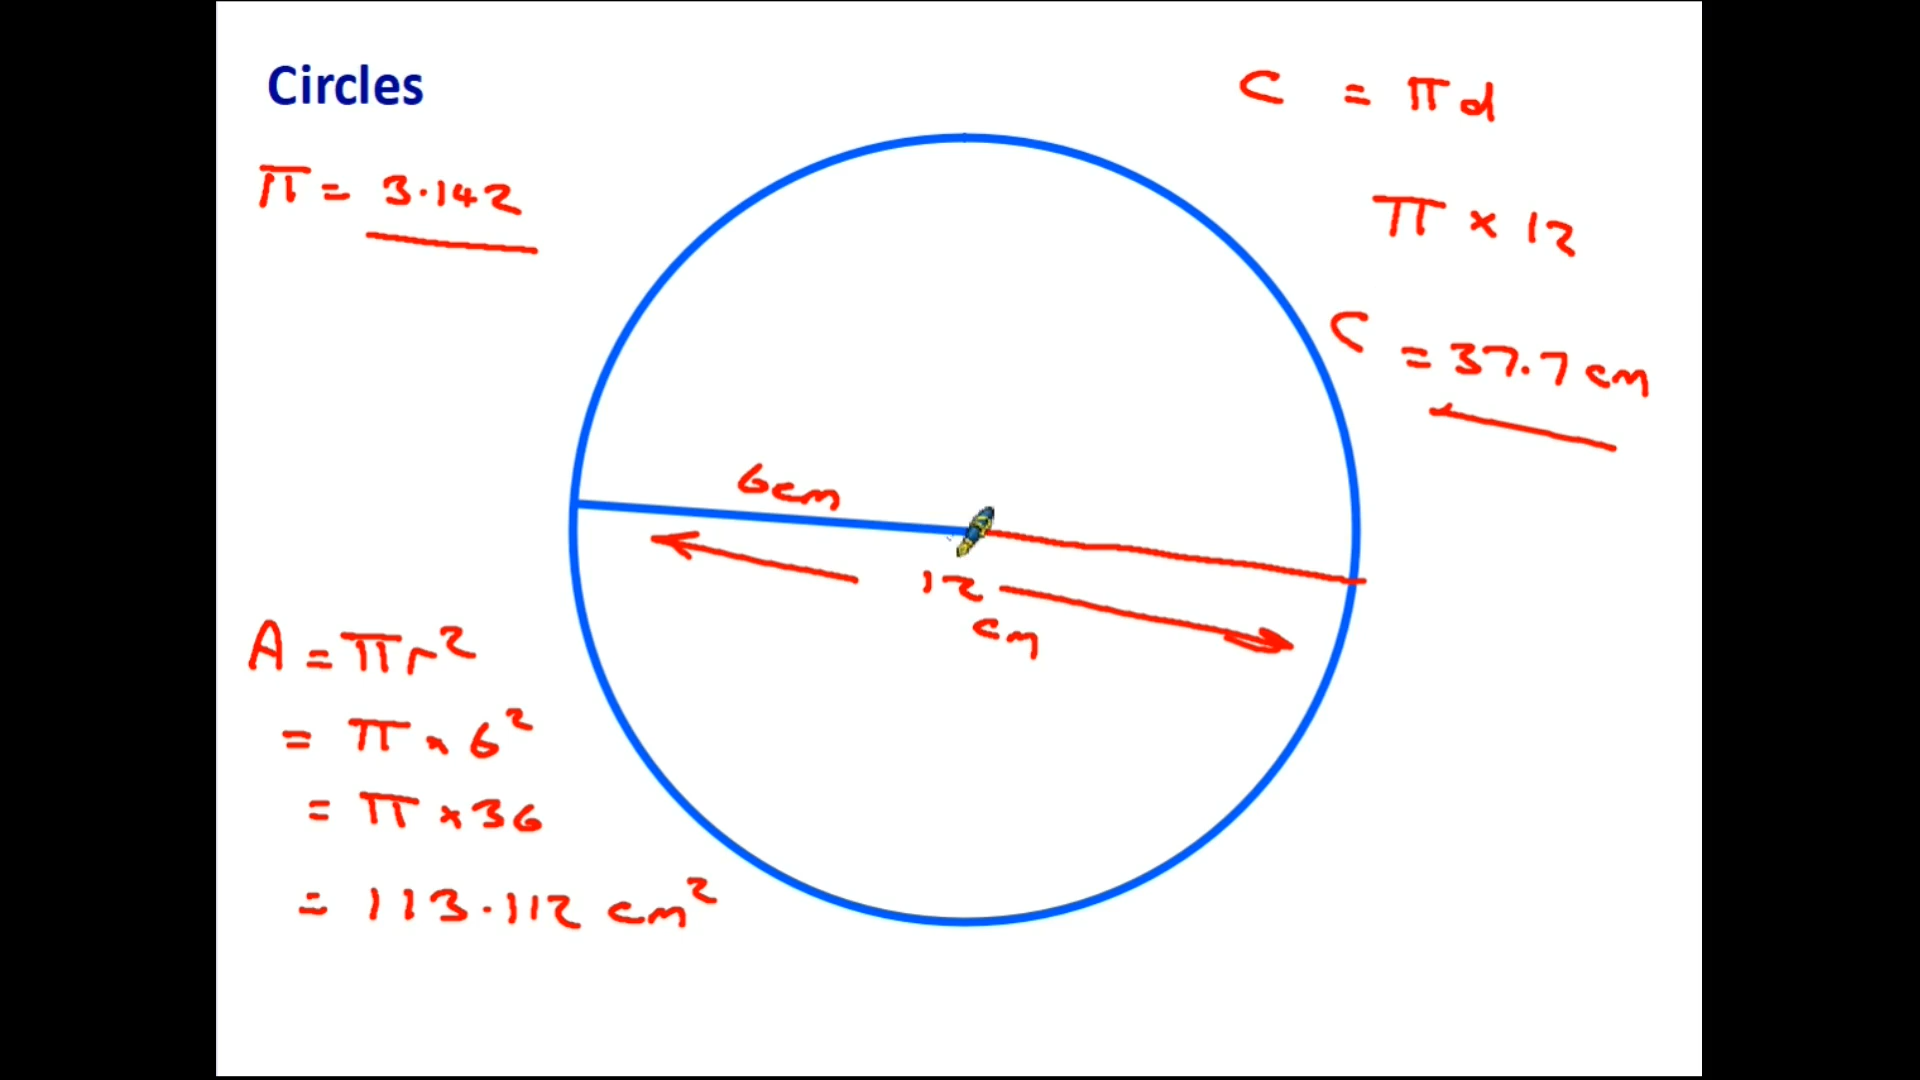 Circles
π = 3.142
C = πd
π × 12
C = 37.7 cm
6cm
12
cm
A = πr²
= π × 6²
= π × 36
= 113.112 cm²